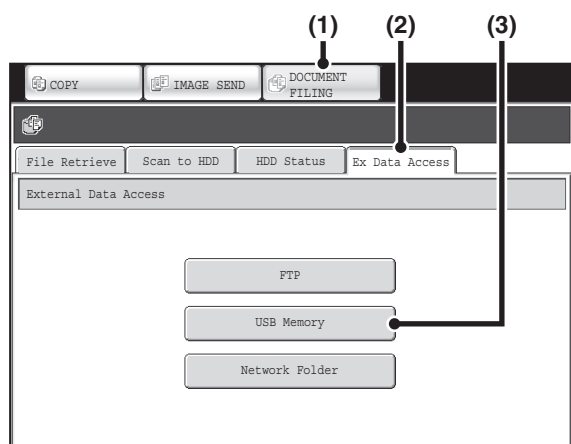 (1) (2) (3)
COPY IMAGE SEND DOCUMENT
FILING
File Retrieve Scan to HDD HDD Status Ex Data Access
External Data Access
FTP
USB Memory
Network Folder